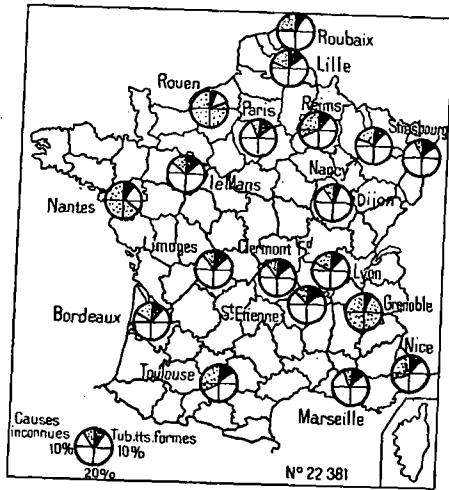 Roubaix
Lille
Rouen
Paris
Reims
Strasbourg
Nancy
le Mans
Dijon
Nantes
Limoges
Clermont Fd
Lyon
Bordeaux
St Etienne
Grenoble
Nice
Toulouse
Marseille
Causes
inconnues
10%
Tub.tts.formes
10%
20%
N° 22 381